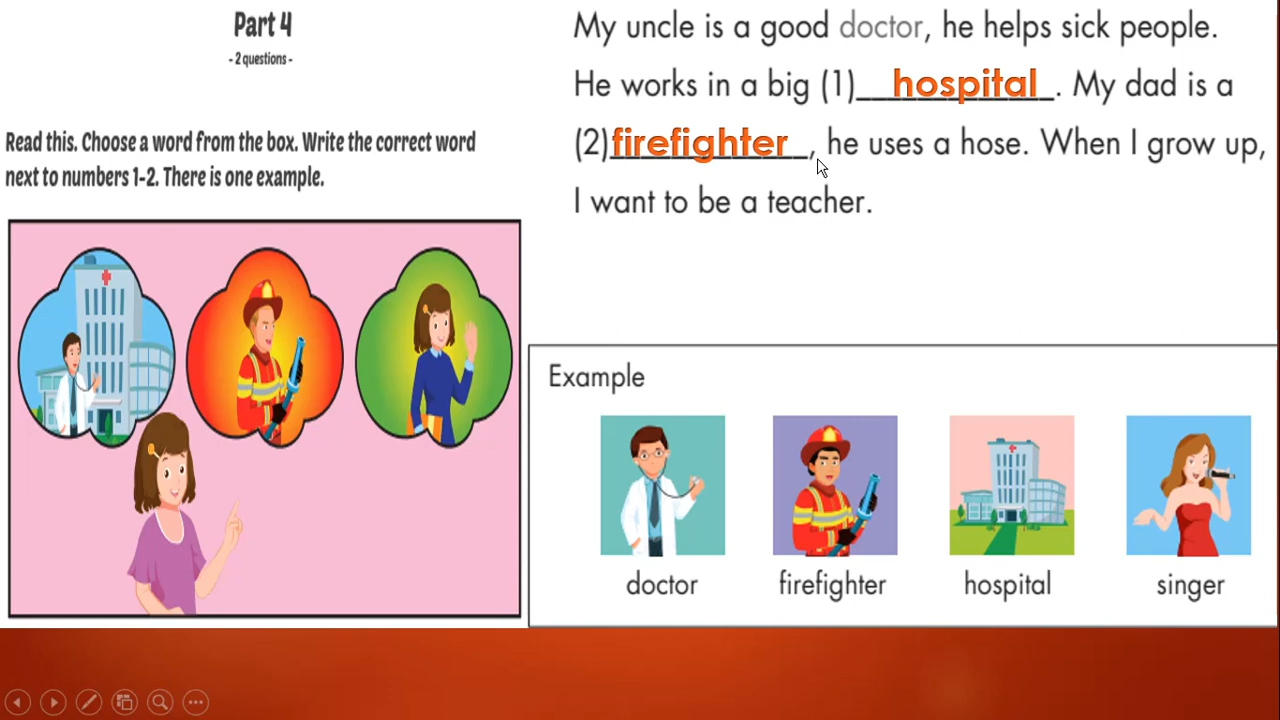 Part 4
- 2 questions -
Read this. Choose a word from the box. Write the correct word
next to numbers 1-2. There is one example.
My uncle is a good doctor, he helps sick people.
He works in a big (1)__hospital_. My dad is a
(2)firefighter_, he uses a hose. When I grow up,
I want to be a teacher.
Example
doctor
firefighter
hospital
singer